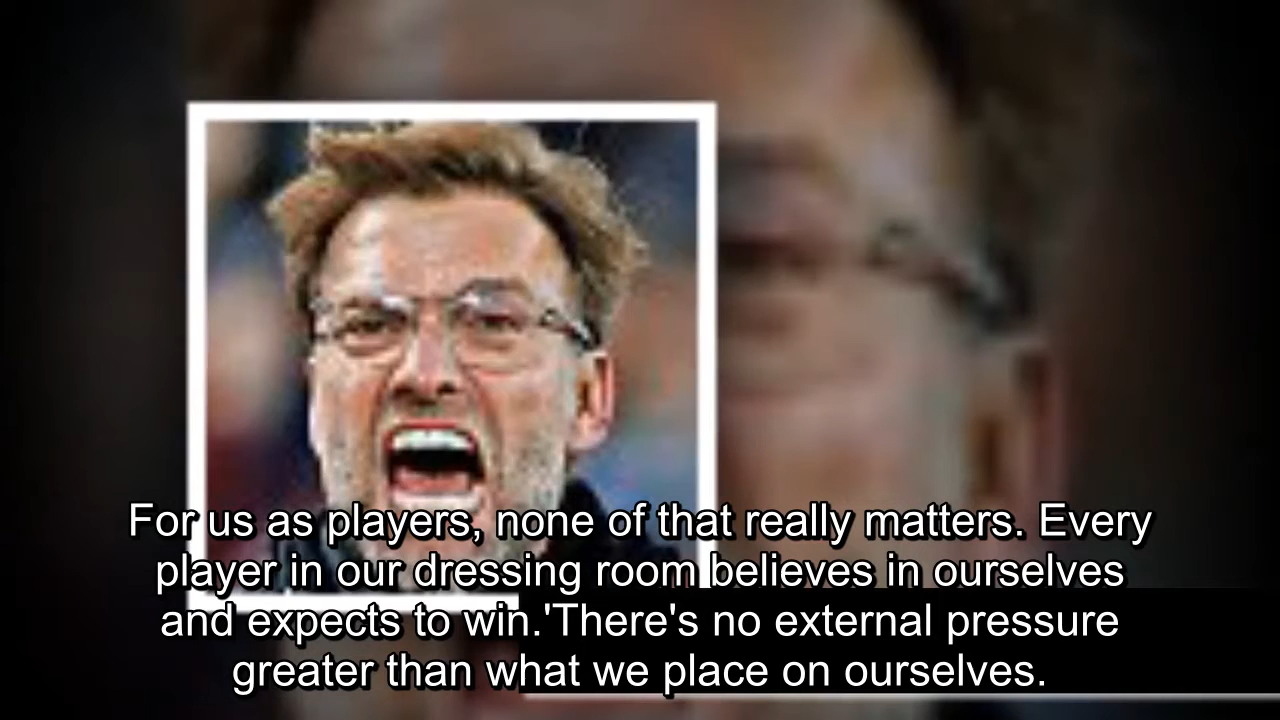 For us as players, none of that really matters. Every
player in our dressing room believes in ourselves
and expects to win.'There's no external pressure
greater than what we place on ourselves.